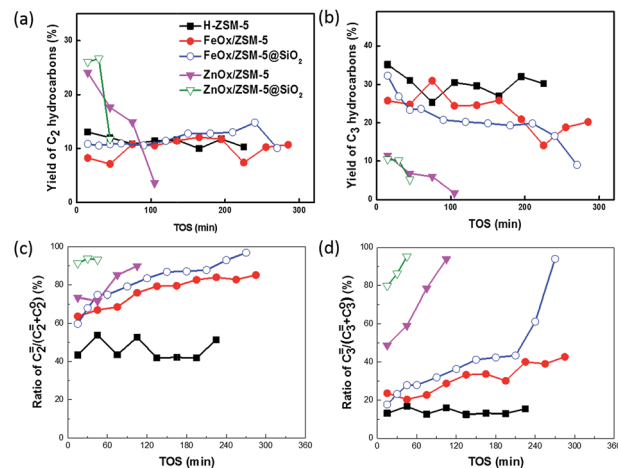 (a)
H-ZSM-5
FeOx/ZSM-5
FeOx/ZSM-5@SiO2
ZnOx/ZSM-5
ZnOx/ZSM-5@SiO2
30
20
10
0
0 100 200 300
Yield of C2 hydrocarbons (%)
TOS (min)
(b)
40
30
20
10
0
0 100 200 300
Yield of C3 hydrocarbons (%)
TOS (min)
(c)
100
80
60
40
20
0
0 60 120 180 240 300 360
Ratio of C2=/(C2=+C2o) (%)
TOS (min)
(d)
100
80
60
40
20
0
0 60 120 180 240 300 360
Ratio of C3=/(C3=+C3o) (%)
TOS (min)